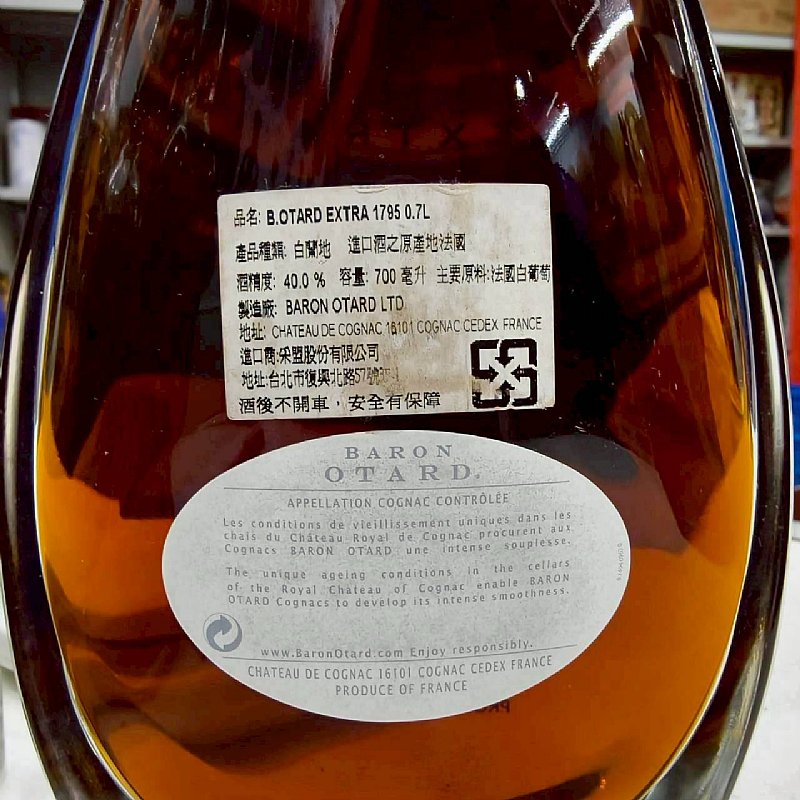 品名: B.OTARD EXTRA 1795 0.7L
產品種類: 白蘭地 進口酒之原產地法國
酒精度: 40.0 % 容量: 700 毫升 主要原料:法國白葡萄
製造廠: BARON OTARD LTD
地址: CHATEAU DE COGNAC 16101 COGNAC CEDEX FRANCE
進口商:采盟股份有限公司
地址:台北市復興北路57號
酒後不開車，安全有保障
BARON
OTARD
APPELLATION COGNAC CONTRÔLÉE
Les conditions de vieillissement uniques dans les
chais du Château Royal de Cognac procurent aux
Cognacs BARON OTARD une intense souplesse.
The unique ageing conditions in the cellars
of the Royal Chateau of Cognac enable BARON
OTARD Cognacs to develop its intense smoothness.
www.BaronOtard.com Enjoy responsibly.
CHATEAU DE COGNAC 16101 COGNAC CEDEX FRANCE
PRODUCE OF FRANCE